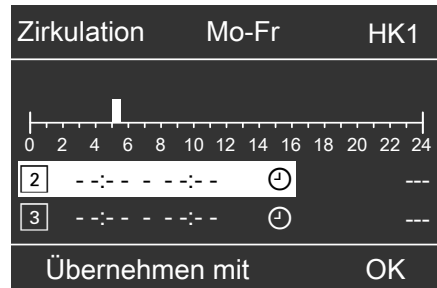 Zirkulation Mo-Fr HK1
0 2 4 6 8 10 12 14 16 18 20 22 24
2 --:-- - --:-- ---
3 --:-- - --:-- ---
Übernehmen mit OK